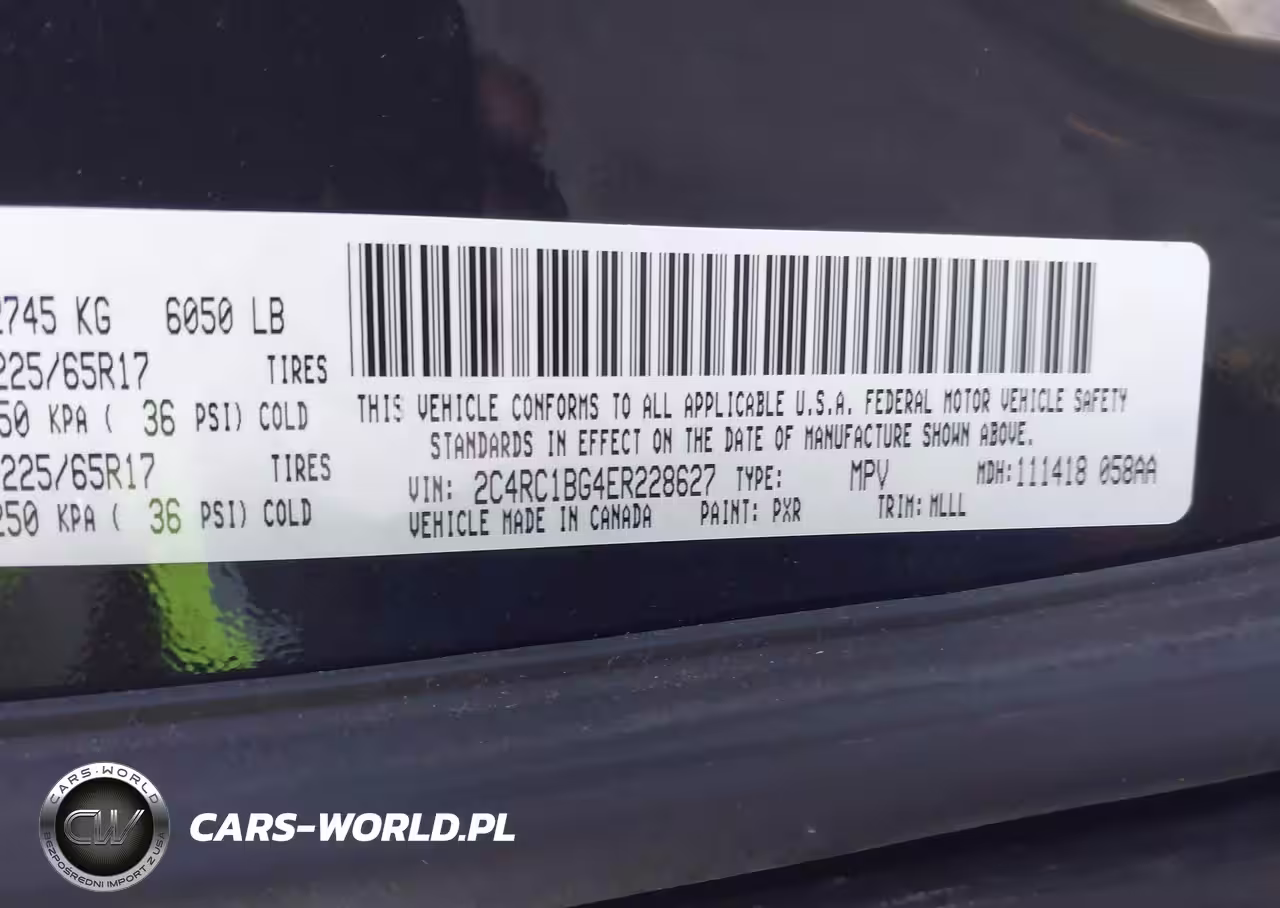 2745 KG 6050 LB
225/65R17 TIRES
50 KPA ( 36 PSI) COLD
225/65R17 TIRES
250 KPA ( 36 PSI) COLD
THIS VEHICLE CONFORMS TO ALL APPLICABLE U.S.A. FEDERAL MOTOR VEHICLE SAFETY
STANDARDS IN EFFECT ON THE DATE OF MANUFACTURE SHOWN ABOVE.
VIN: 2C4RC1BG4ER228627 TYPE: MPV MDH: 111418 058AA
VEHICLE MADE IN CANADA PAINT: PXR TRIM: MLLL
CARS-WORLD
CW
BEZPOŚREDNI IMPORT Z USA
CARS-WORLD.PL